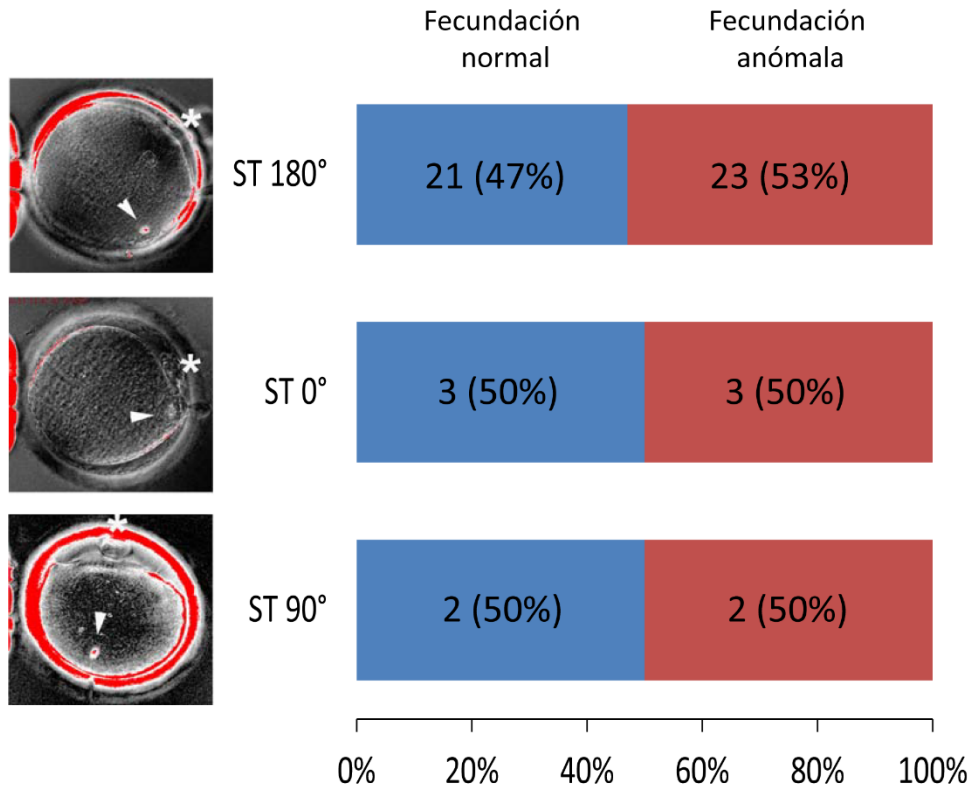 Fecundación
normal
Fecundación
anómala
ST 180°
21 (47%)
23 (53%)
ST 0°
3 (50%)
3 (50%)
ST 90°
2 (50%)
2 (50%)
0% 20% 40% 60% 80% 100%